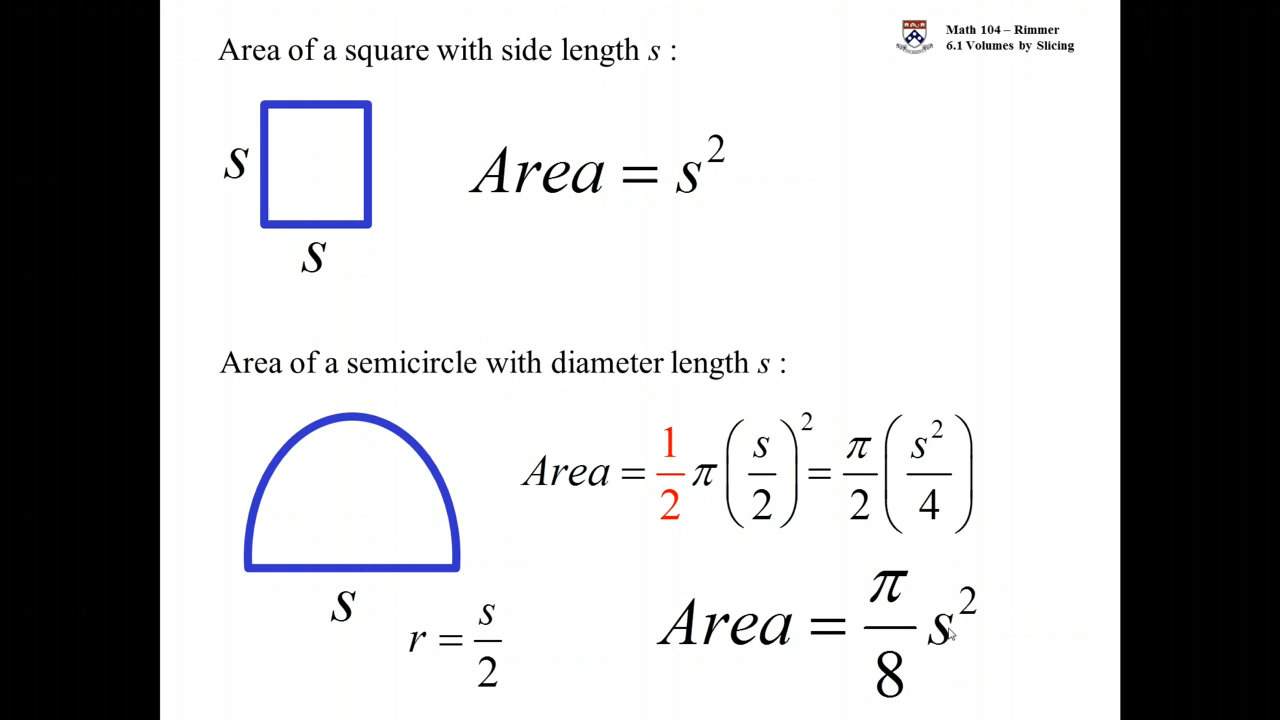 Math 104 – Rimmer
6.1 Volumes by Slicing
Area of a square with side length s :
s
Area = s²
s
Area of a semicircle with diameter length s :
Area = 1/2 π (s/2)² = π/2 (s²/4)
s
r = s/2
Area = π/8 s²